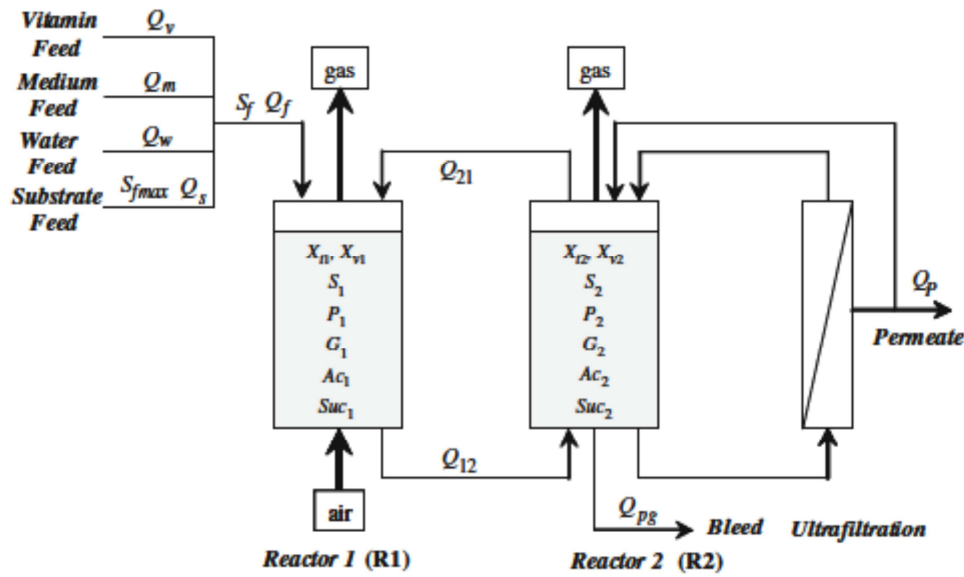 Vitamin Feed
Q_v
Medium Feed
Q_m
Water Feed
Q_w
Substrate Feed
S_fmax Q_s
S_f Q_f
gas
gas
Q_21
X_t1, X_v1
S_1
P_1
G_1
Ac_1
Suc_1
X_t2, X_v2
S_2
P_2
G_2
Ac_2
Suc_2
Q_p
Permeate
Q_12
air
Q_pg
Bleed
Ultrafiltration
Reactor 1 (R1)
Reactor 2 (R2)